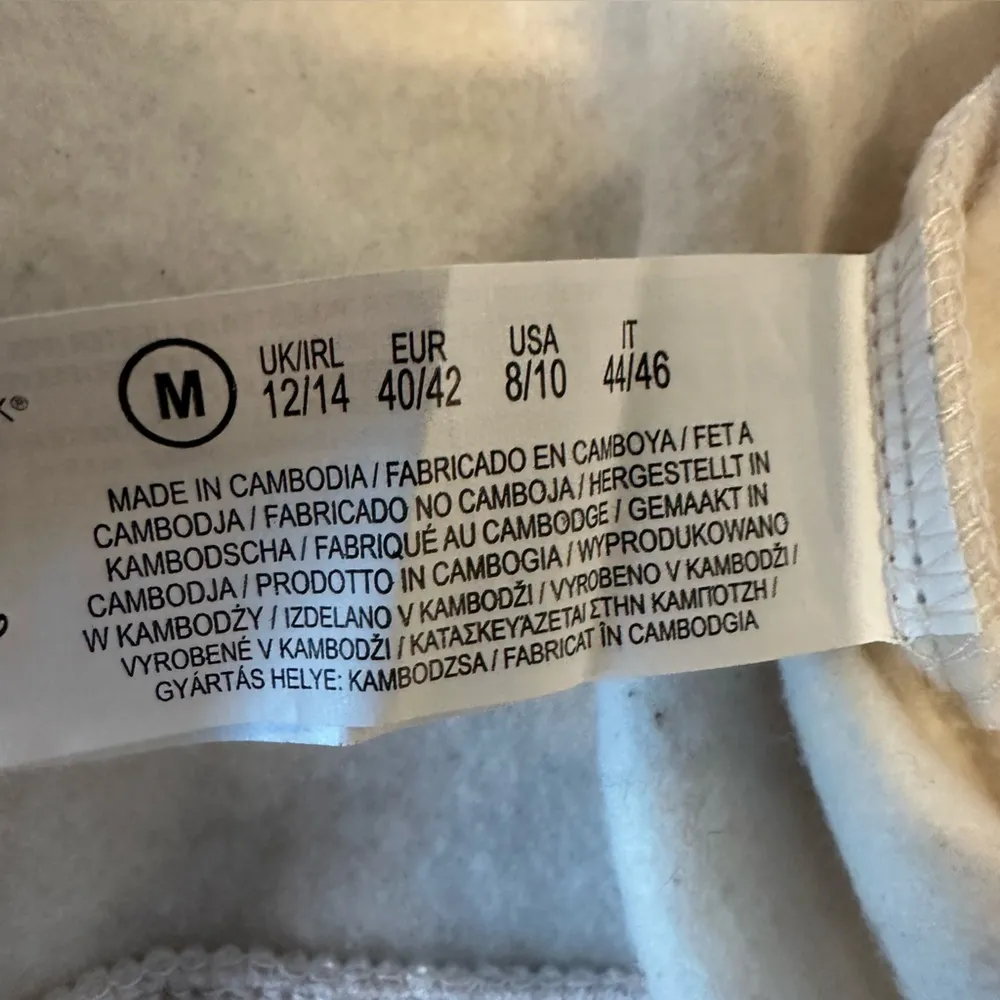 M
UK/IRL EUR USA IT
12/14 40/42 8/10 44/46
MADE IN CAMBODIA / FABRICADO EN CAMBOYA / FET A
CAMBODJA / FABRICADO NO CAMBOJA / HERGESTELLT IN
KAMBODSCHA / FABRIQUÉ AU CAMBODGE / GEMAAKT IN
CAMBODJA / PRODOTTO IN CAMBOGIA / WYPRODUKOWANO
W KAMBODŻY / IZDELANO V KAMBODŽI / VYROBENO V KAMBODŽI /
VYROBENÉ V KAMBODŽI / ΚΑΤΑΣΚΕΥΆΖΕΤΑΙ ΣΤΗΝ ΚΑΜΠΟΤΖΗ /
GYÁRTÁS HELYE: KAMBODZSA / FABRICAT ÎN CAMBODGIA